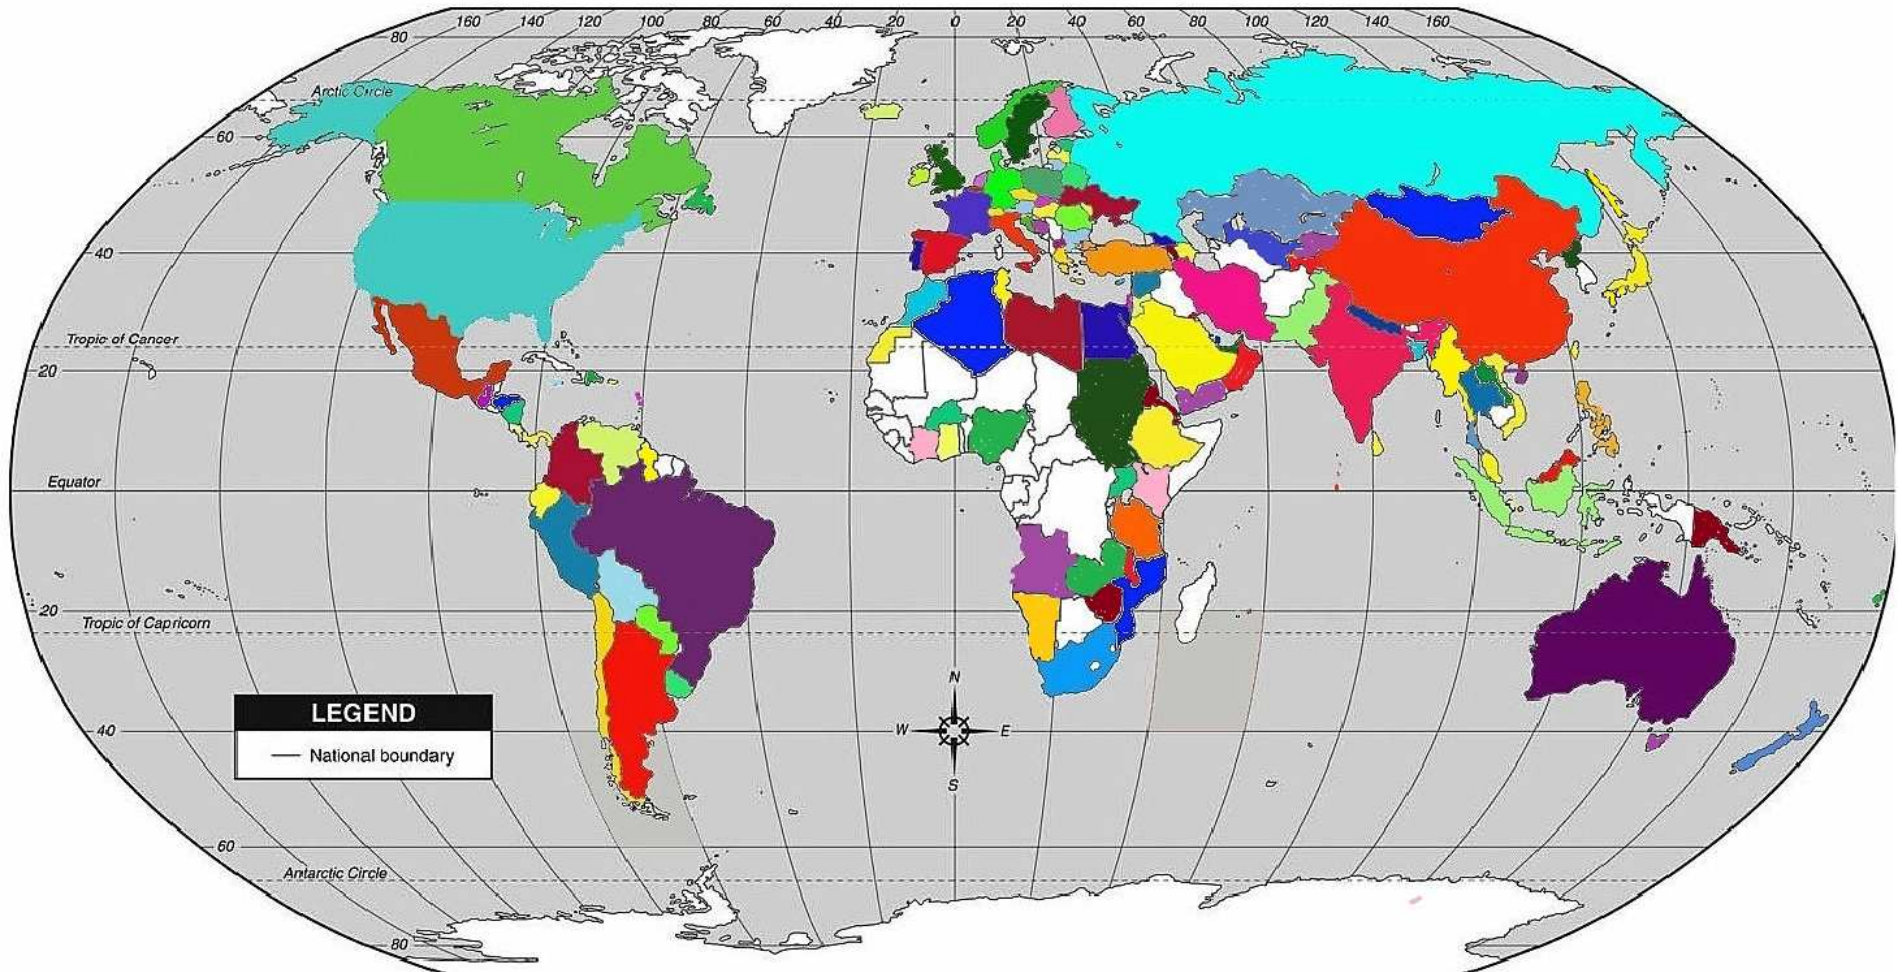 160 140 120 100 80 60 40 20 0 20 40 60 80 100 120 140 160
80
Arctic Circle
60
40
Tropic of Cancer
20
Equator
20
Tropic of Capricorn
N
LEGEND
W E
40
National boundary
S
60
Antarctic Circle
80